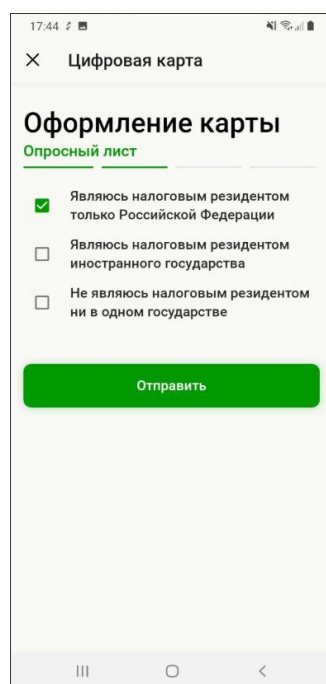 17:44
Цифровая карта
Оформление карты
Опросный лист
Являюсь налоговым резидентом
только Российской Федерации
Являюсь налоговым резидентом
иностранного государства
Не являюсь налоговым резидентом
ни в одном государстве
Отправить